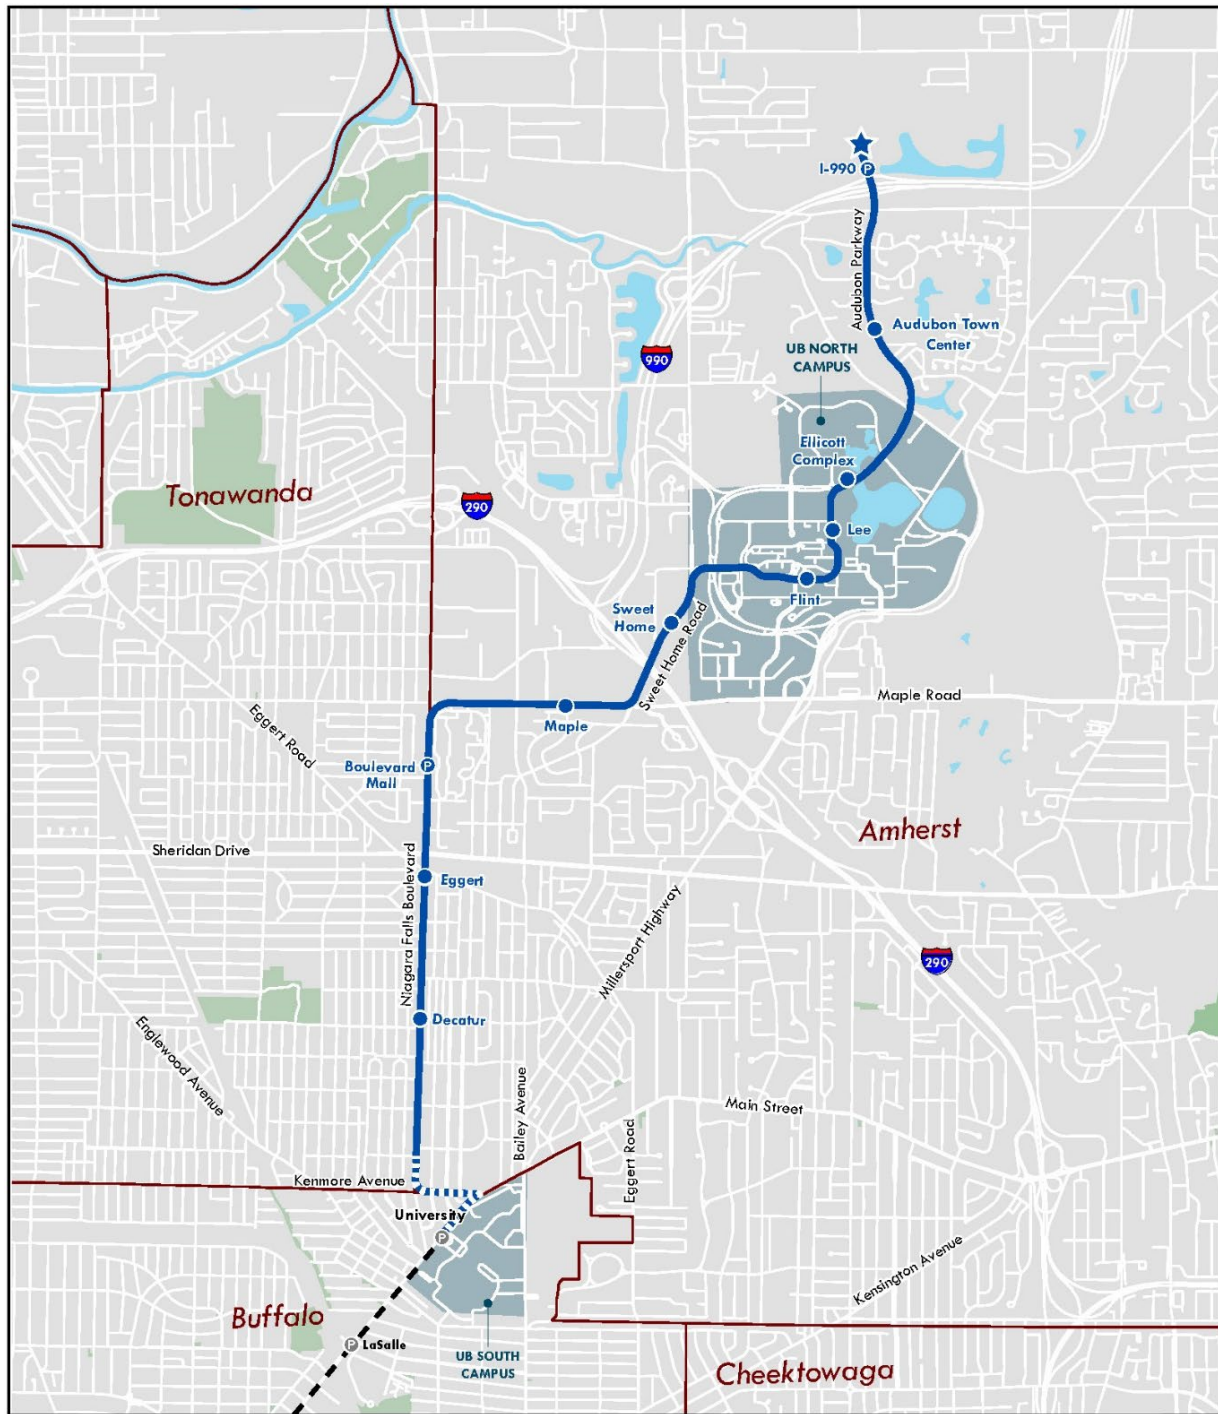 P
I-990
Audubon Parkway
Audubon Town
Center
UB NORTH
CAMPUS
990
Ellicott
Complex
Tonawanda
290
Lee
Flint
Sweet
Home
Sweet Home Road
Maple Road
Maple
Eggert Road
Boulevard
Mall
P
Amherst
Sheridan Drive
Niagara Falls Boulevard
Eggert
Millersport Highway
290
Decatur
Englewood Avenue
Bailey Avenue
Main Street
Eggert Road
Kenmore Avenue
University
P
Kensington Avenue
Buffalo
P
LaSalle
UB SOUTH
CAMPUS
Cheektowaga